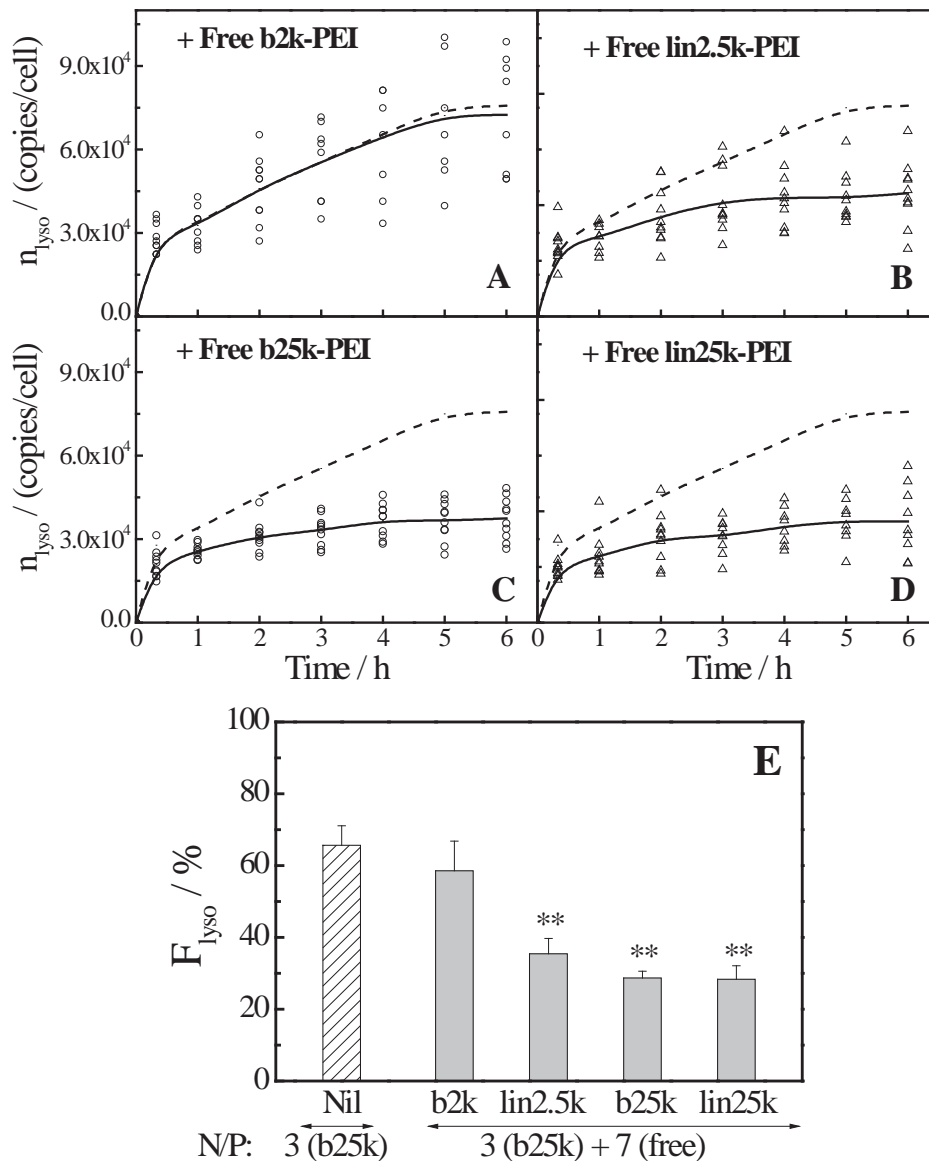 + Free b2k-PEI
+ Free lin2.5k-PEI
n_lyso / (copies/cell)
9.0x10^4
6.0x10^4
3.0x10^4
0.0
A
B
+ Free b25k-PEI
+ Free lin25k-PEI
n_lyso / (copies/cell)
9.0x10^4
6.0x10^4
3.0x10^4
0.0
C
D
0 1 2 3 4 5 6
0 1 2 3 4 5 6
Time / h
Time / h
E
F_lyso / %
100
80
60
40
20
0
** ** **
Nil b2k lin2.5k b25k lin25k
N/P: 3 (b25k) 3 (b25k) + 7 (free)